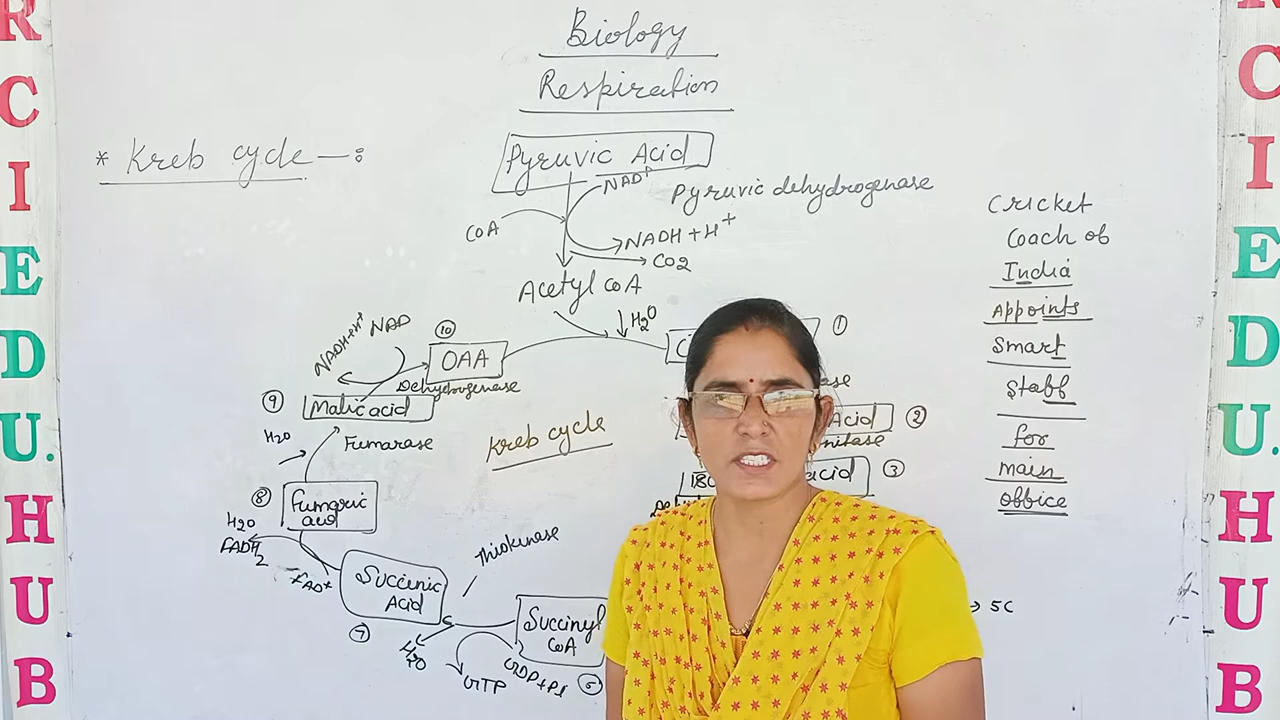 Biology
Respiration
* Kreb cycle —:
Pyruvic Acid
NAD+
Pyruvic dehydrogenase
CoA
NADH + H+
CO2
Acetyl CoA
H2O
①
NADH+H+
NAD
⑩
OAA
Dehydrogenase
⑨
Malic acid
H2O
Fumarase
Kreb cycle
Acid
②
acid
③
⑧
Fumaric
acid
H2O
FADH2
FAD+
Succinic
Acid
⑦
Thiokinase
H2O
Succinyl
CoA
GDP+Pi
GTP
→ 5C
Cricket
Coach of
India
Appoints
Smart
Staff
for
main
office
RCIEDU.HUB
RCIEDU.HUB